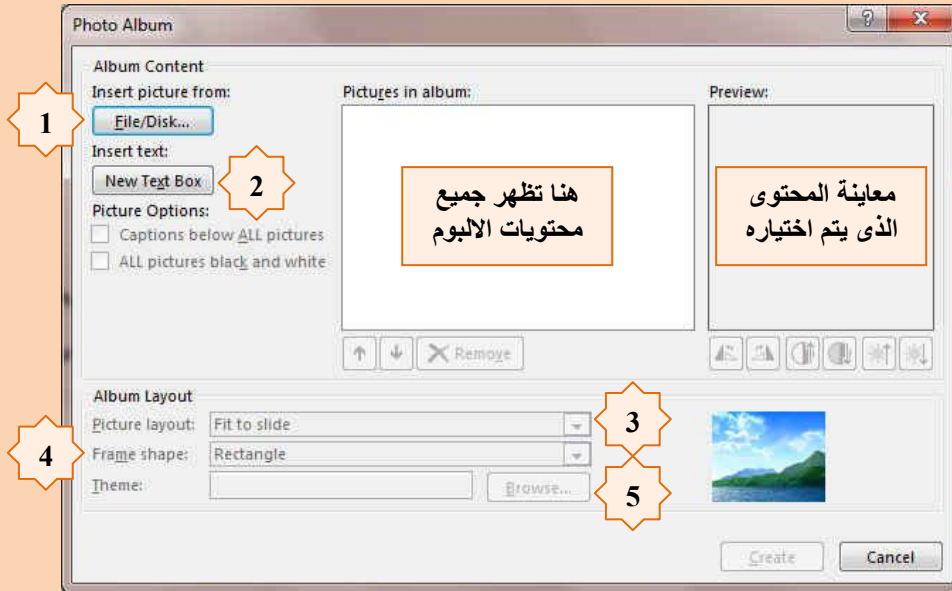 Photo Album
Album Content
Insert picture from:
File/Disk...
1
Insert text:
New Text Box
2
Picture Options:
Captions below ALL pictures
ALL pictures black and white
Pictures in album:
هنا تظهر جميع
محتويات الالبوم
Remove
Preview:
معاينة المحتوى
الذى يتم اختياره
Album Layout
Picture layout:
Fit to slide
3
4
Frame shape:
Rectangle
Theme:
Browse...
5
Create
Cancel